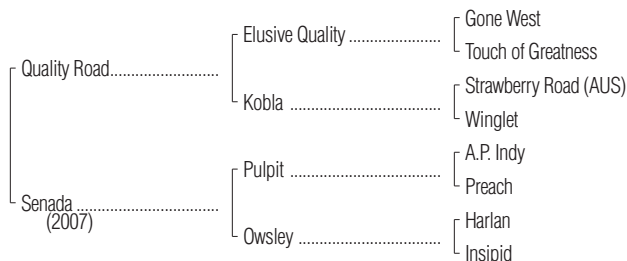 Gone West
Elusive Quality ....................
Touch of Greatness
Quality Road.......................
Strawberry Road (AUS)
Kobla ..................................
Winglet
A.P. Indy
Pulpit ..................................
Preach
Senada ................................
(2007)
Harlan
Owsley ................................
Insipid